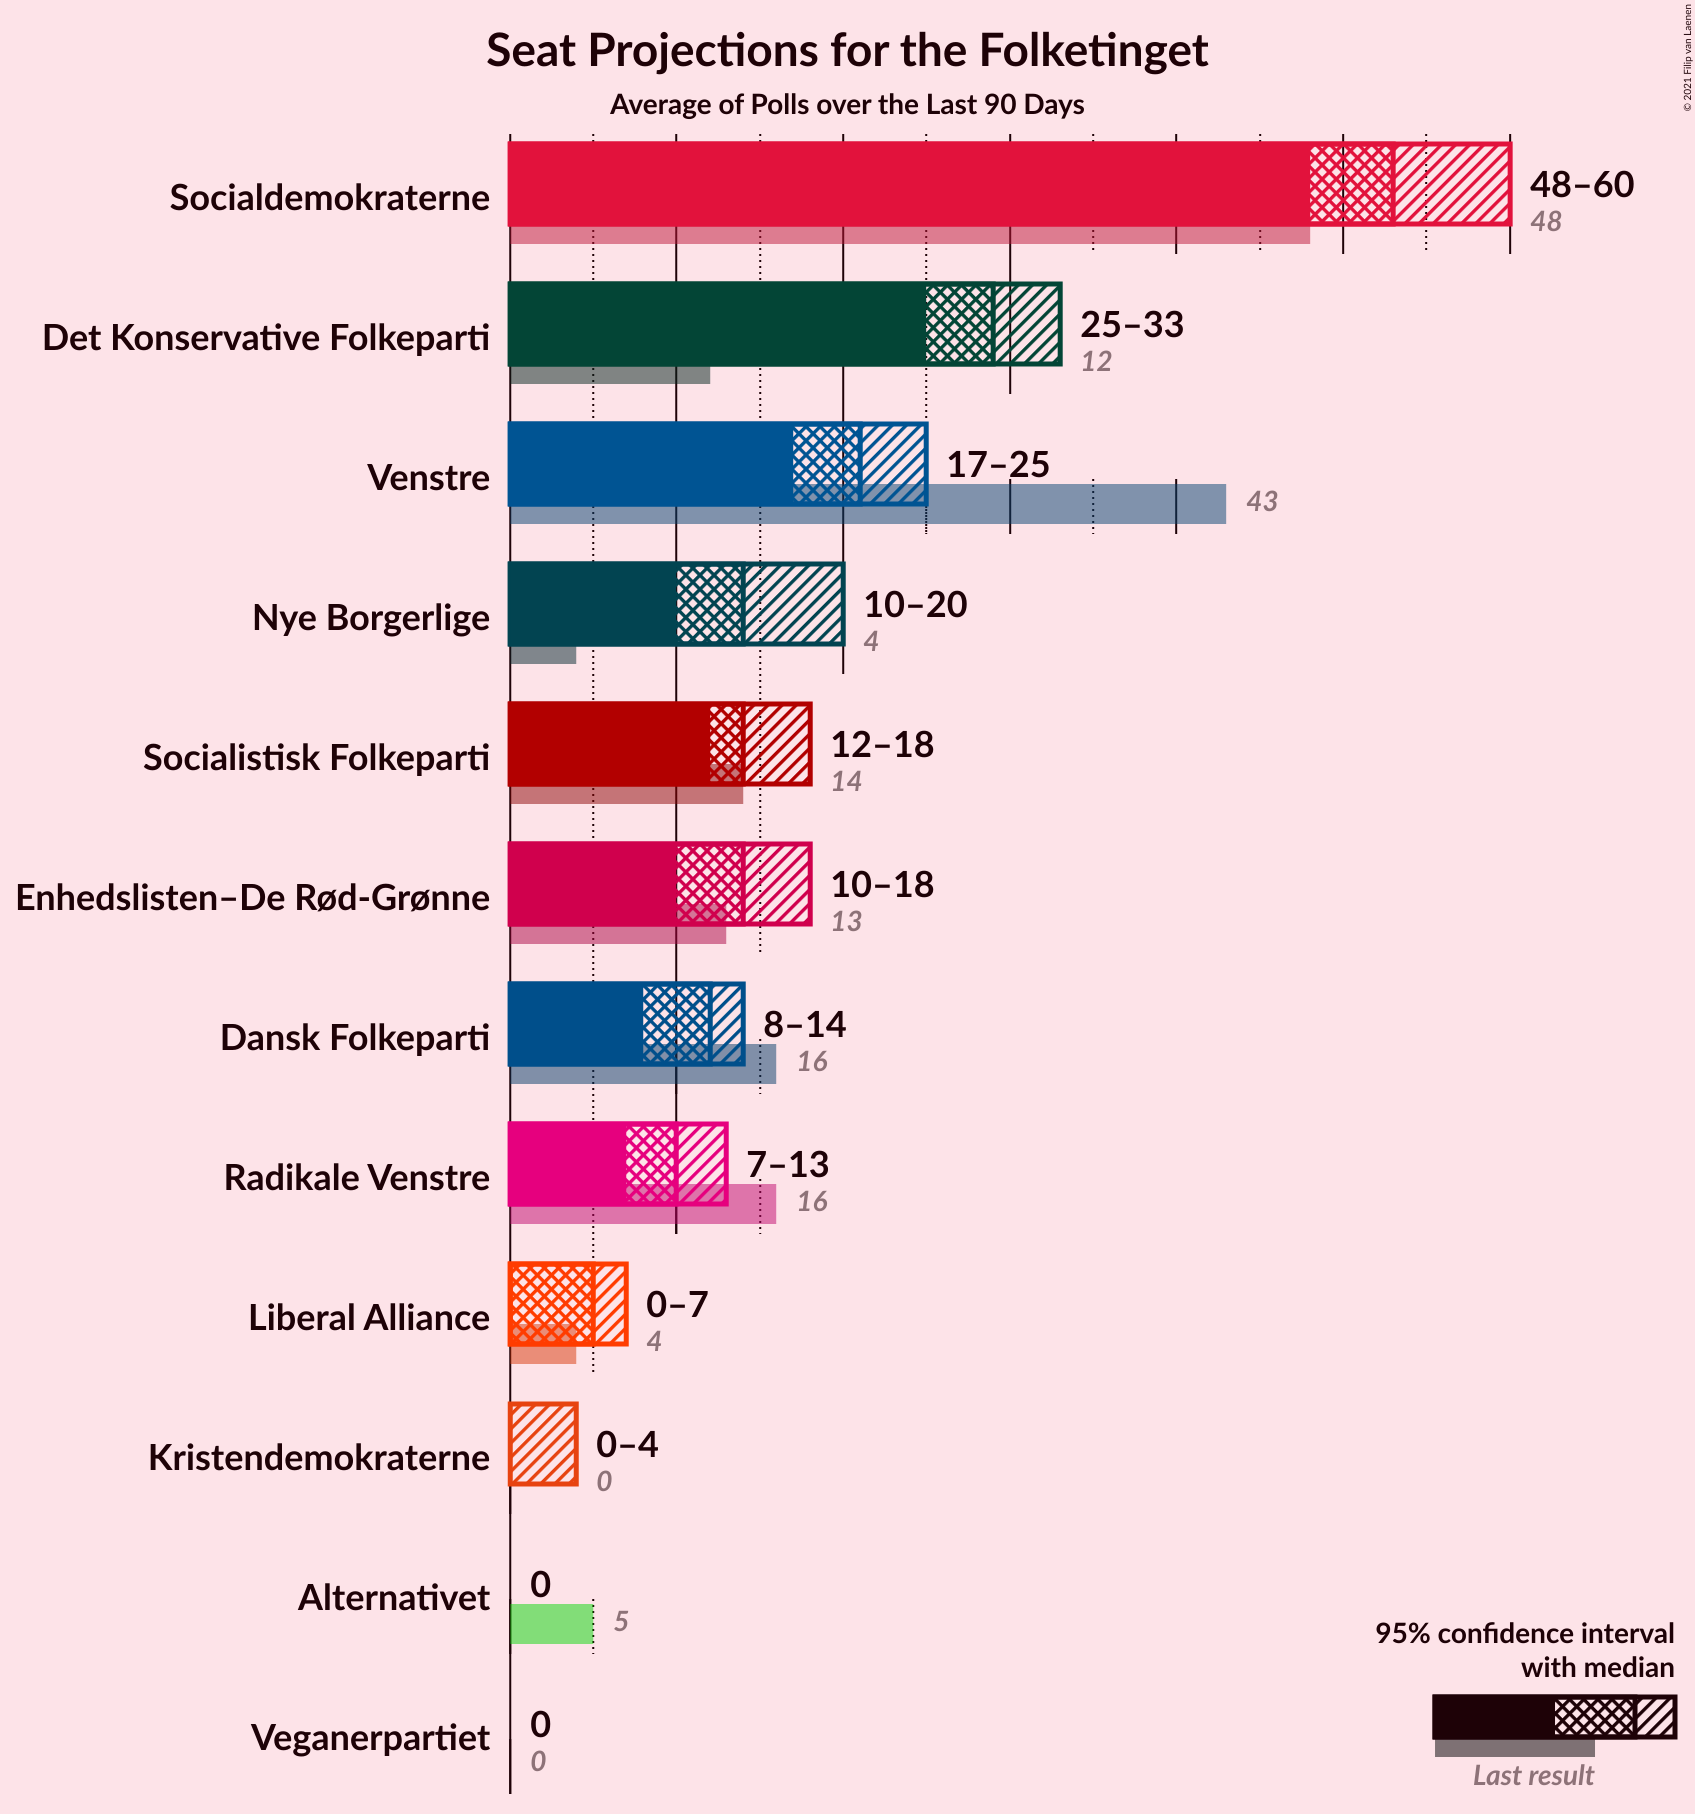 Seat Projections for the Folketinget
Average of Polls over the Last 90 Days
© 2021 Filip van Laenen
Socialdemokraterne
48–60
48
Det Konservative Folkeparti
25–33
12
Venstre
17–25
43
Nye Borgerlige
10–20
4
Socialistisk Folkeparti
12–18
14
Enhedslisten–De Rød-Grønne
10–18
13
Dansk Folkeparti
8–14
16
Radikale Venstre
7–13
16
Liberal Alliance
0–7
4
Kristendemokraterne
0–4
0
Alternativet
0
5
Veganerpartiet
0
0
95% confidence interval
with median
Last result